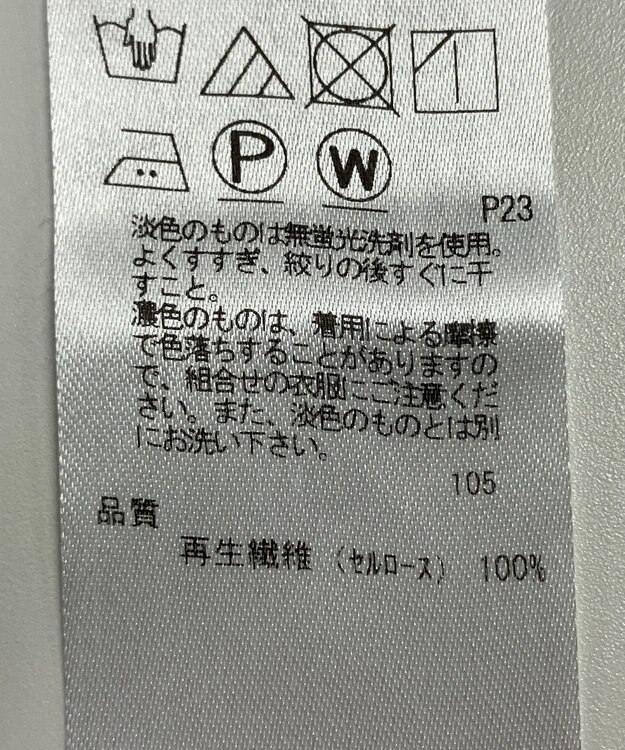 P
W
P23
淡色のものは無蛍光洗剤を使用。
よくすすぎ、絞りの後すぐに干
すこと。
濃色のものは、着用による摩擦
で色落ちすることがありますの
で、組合せの衣服にご注意くだ
さい。また、淡色のものとは別
にお洗い下さい。
105
品質
再生繊維（セルロース） 100%